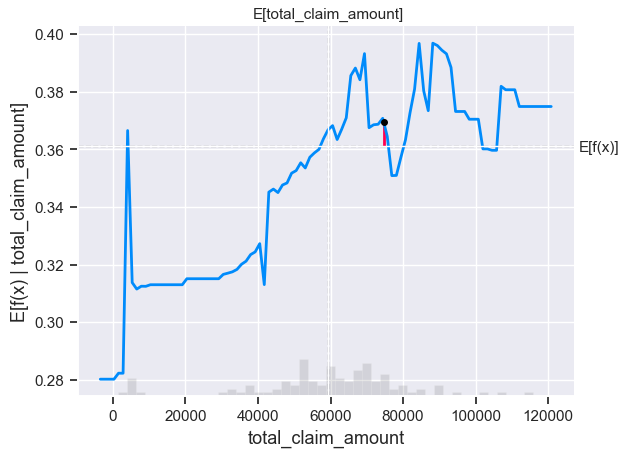 E[total_claim_amount]
0.40
0.38
0.36
0.34
0.32
0.30
0.28
E[f(x) | total_claim_amount]
E[f(x)]
0 20000 40000 60000 80000 100000 120000
total_claim_amount